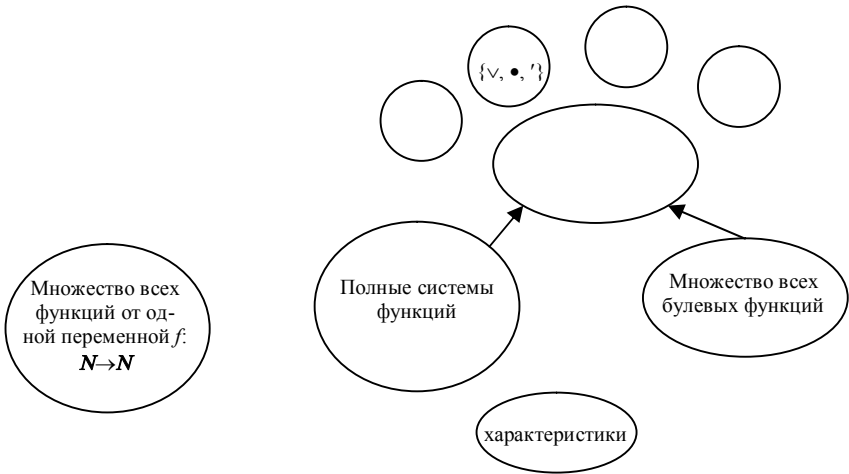 {∨, •, ′}
Множество всех
функций от од-
ной переменной f:
N→N
Полные системы
функций
Множество всех
булевых функций
характеристики